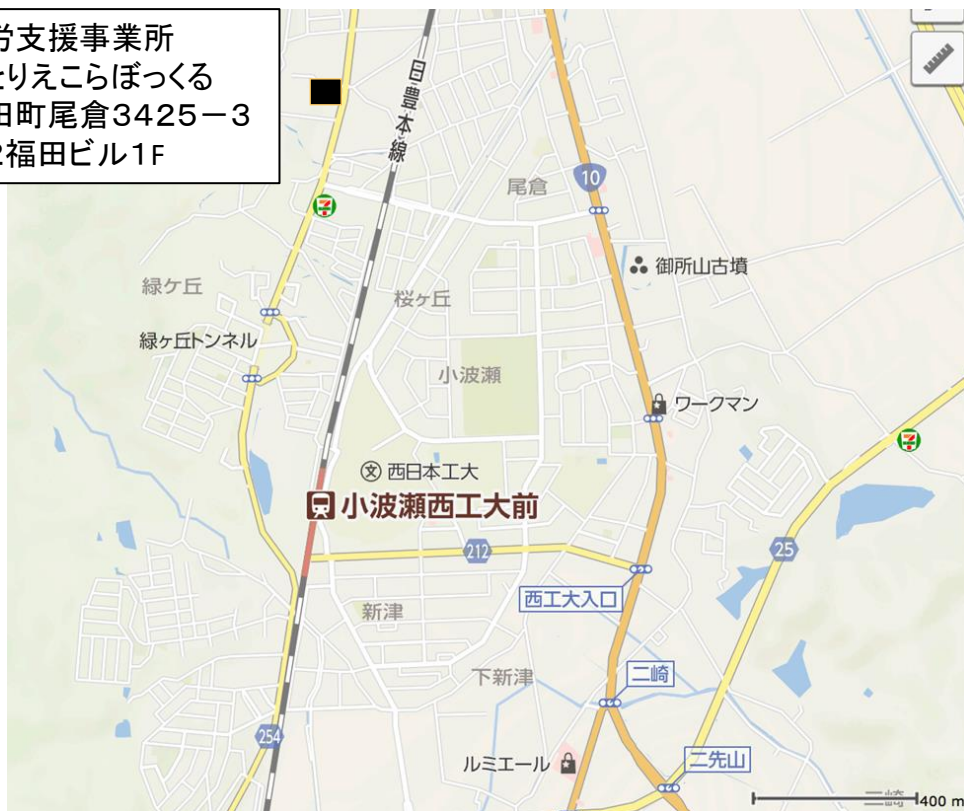 労支援事業所
とりえこらぼっくる
田町尾倉3425－3
2福田ビル1F
日豊本線
10
尾倉
御所山古墳
緑ケ丘
桜ヶ丘
緑ヶ丘トンネル
小波瀬
ワークマン
西日本工大
小波瀬西工大前
212
25
西工大入口
新津
下新津
二崎
254
ルミエール
二先山
二崎
400 m